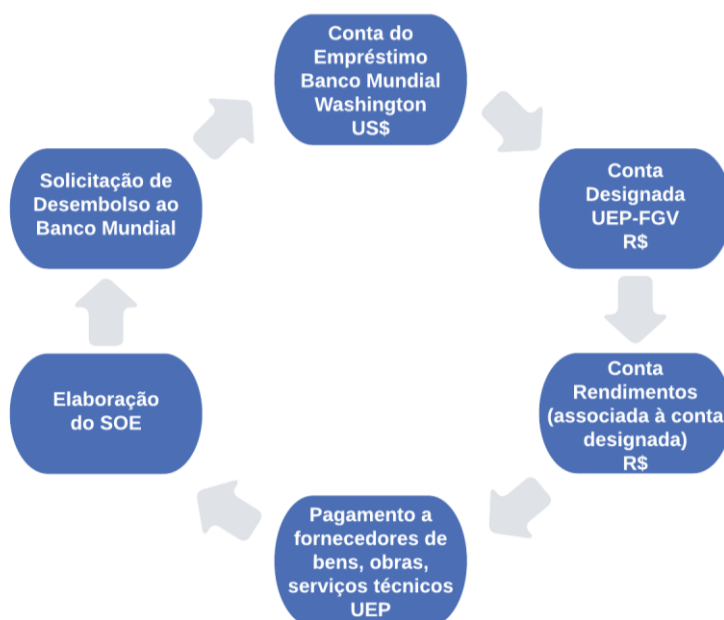 Conta do
Empréstimo
Banco Mundial
Washington
US$
Conta
Designada
UEP-FGV
R$
Conta
Rendimentos
(associada à conta
designada)
R$
Pagamento a
fornecedores de
bens, obras,
serviços técnicos
UEP
Elaboração
do SOE
Solicitação de
Desembolso ao
Banco Mundial